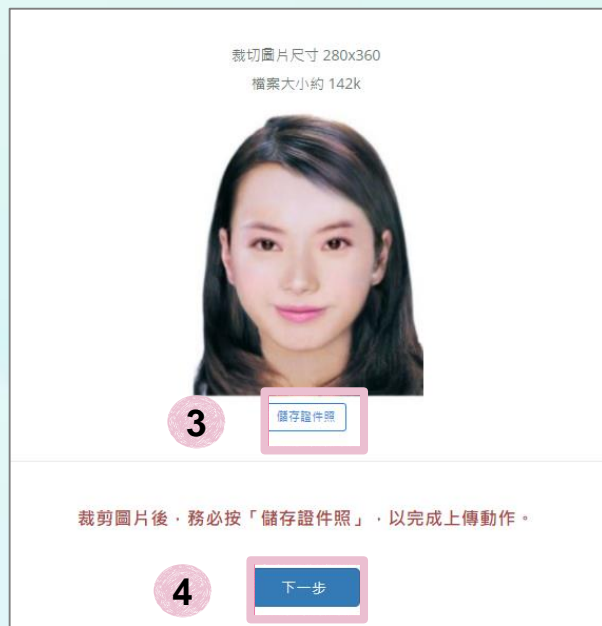 裁切圖片尺寸 280x360
檔案大小約 142k
3
儲存證件照
裁剪圖片後，務必按「儲存證件照」，以完成上傳動作。
4
下一步